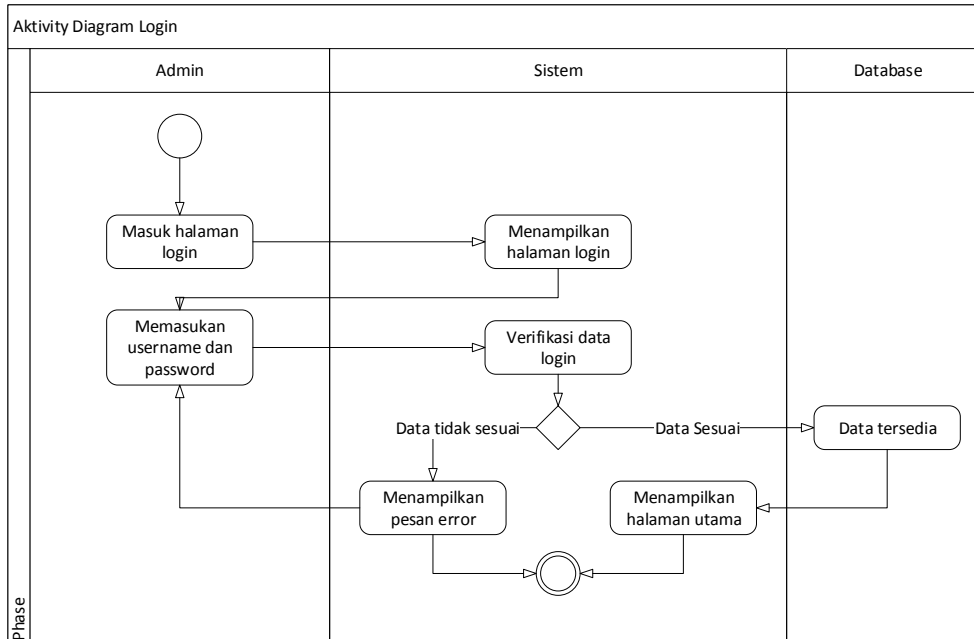 Aktivity Diagram Login
Admin
Sistem
Database
Masuk halaman
login
Menampilkan
halaman login
Memasukan
username dan
password
Verifikasi data
login
Data tidak sesuai
Data Sesuai
Data tersedia
Menampilkan
pesan error
Menampilkan
halaman utama
Phase